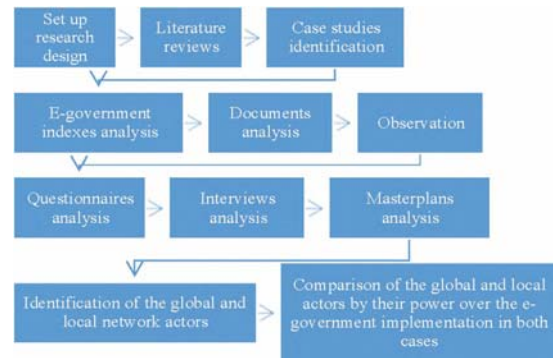 Set up
research
design
Literature
reviews
Case studies
identification
E-government
indexes analysis
Documents
analysis
Observation
Questionnaires
analysis
Interviews
analysis
Masterplans
analysis
Identification of the global and
local network actors
Comparison of the global and local
actors by their power over the e-
government implementation in both
cases